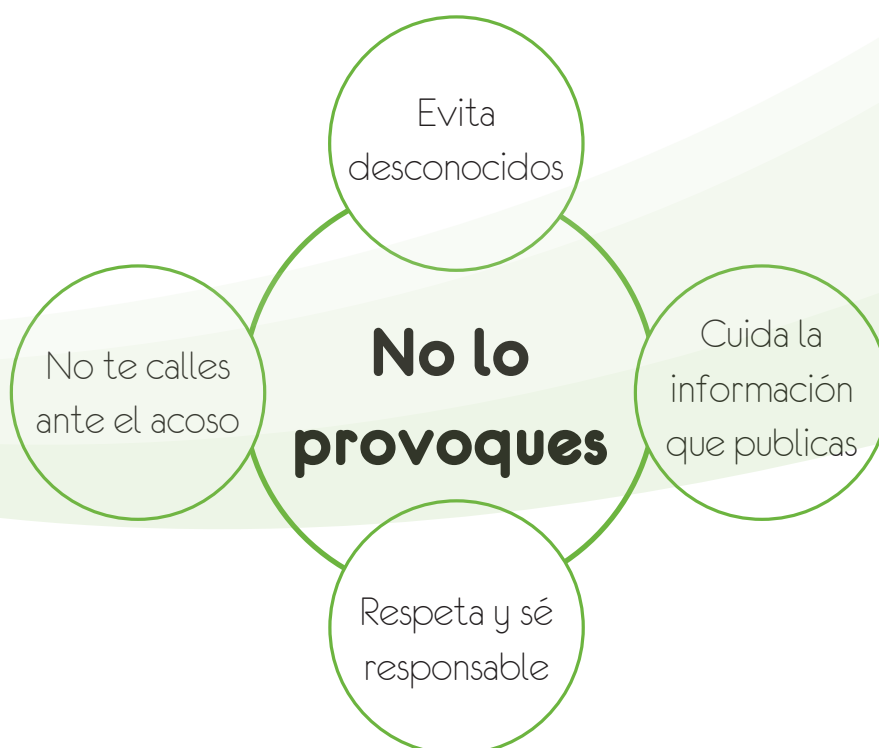 Evita
desconocidos
No te calles
ante el acoso
No lo
provoques
Cuida la
información
que publicas
Respeta y sé
responsable